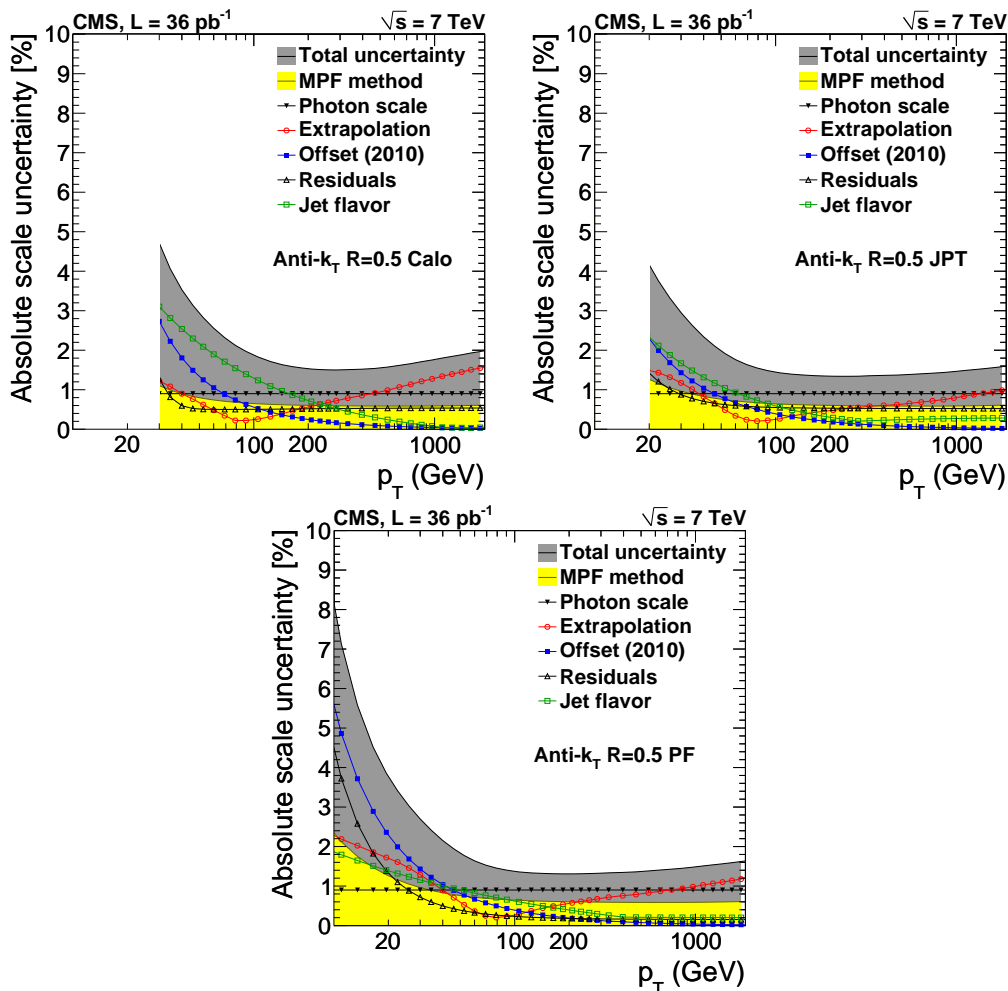 CMS, L = 36 pb⁻¹ √s = 7 TeV
Absolute scale uncertainty [%]
10
9
8
7
6
5
4
3
2
1
0
Total uncertainty
MPF method
Photon scale
Extrapolation
Offset (2010)
Residuals
Jet flavor
Anti-k_T R=0.5 Calo
20 100 200 1000
p_T (GeV)
CMS, L = 36 pb⁻¹ √s = 7 TeV
Absolute scale uncertainty [%]
10
9
8
7
6
5
4
3
2
1
0
Total uncertainty
MPF method
Photon scale
Extrapolation
Offset (2010)
Residuals
Jet flavor
Anti-k_T R=0.5 JPT
20 100 200 1000
p_T (GeV)
CMS, L = 36 pb⁻¹ √s = 7 TeV
Absolute scale uncertainty [%]
10
9
8
7
6
5
4
3
2
1
0
Total uncertainty
MPF method
Photon scale
Extrapolation
Offset (2010)
Residuals
Jet flavor
Anti-k_T R=0.5 PF
20 100 200 1000
p_T (GeV)